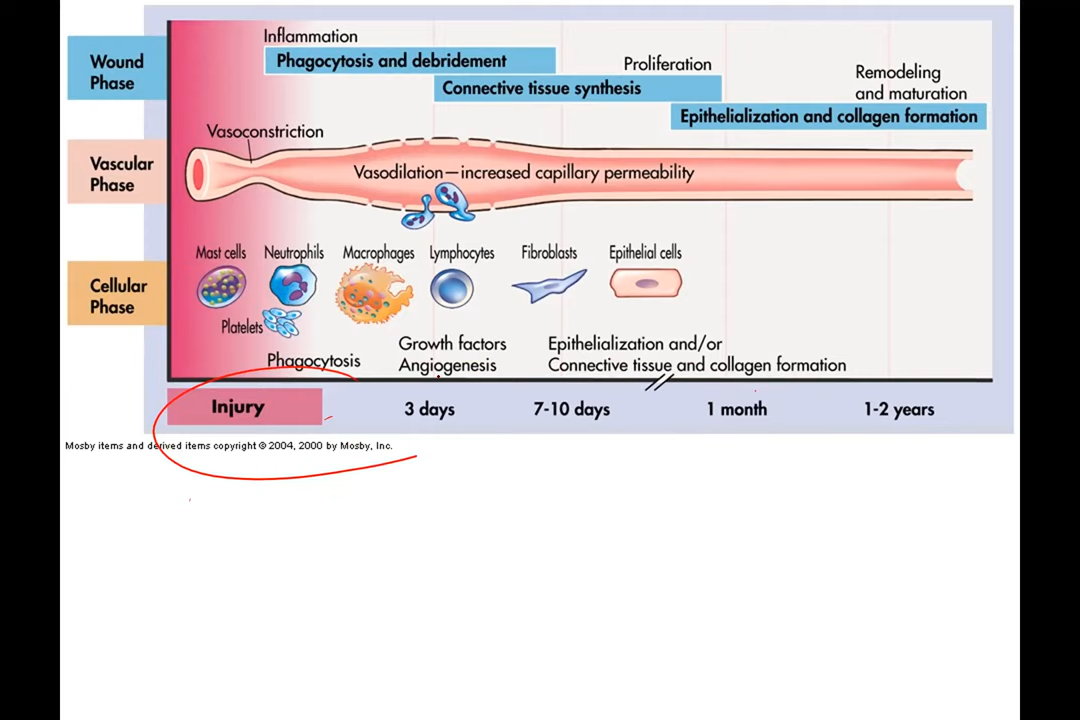 Wound
Phase
Inflammation
Phagocytosis and debridement
Connective tissue synthesis
Proliferation
Remodeling
and maturation
Epithelialization and collagen formation
Vascular
Phase
Vasoconstriction
Vasodilation—increased capillary permeability
Cellular
Phase
Mast cells
Neutrophils
Macrophages
Lymphocytes
Fibroblasts
Epithelial cells
Platelets
Phagocytosis
Growth factors
Angiogenesis
Epithelialization and/or
Connective tissue and collagen formation
Injury
3 days
7-10 days
1 month
1-2 years
Mosby items and derived items copyright © 2004, 2000 by Mosby, Inc.